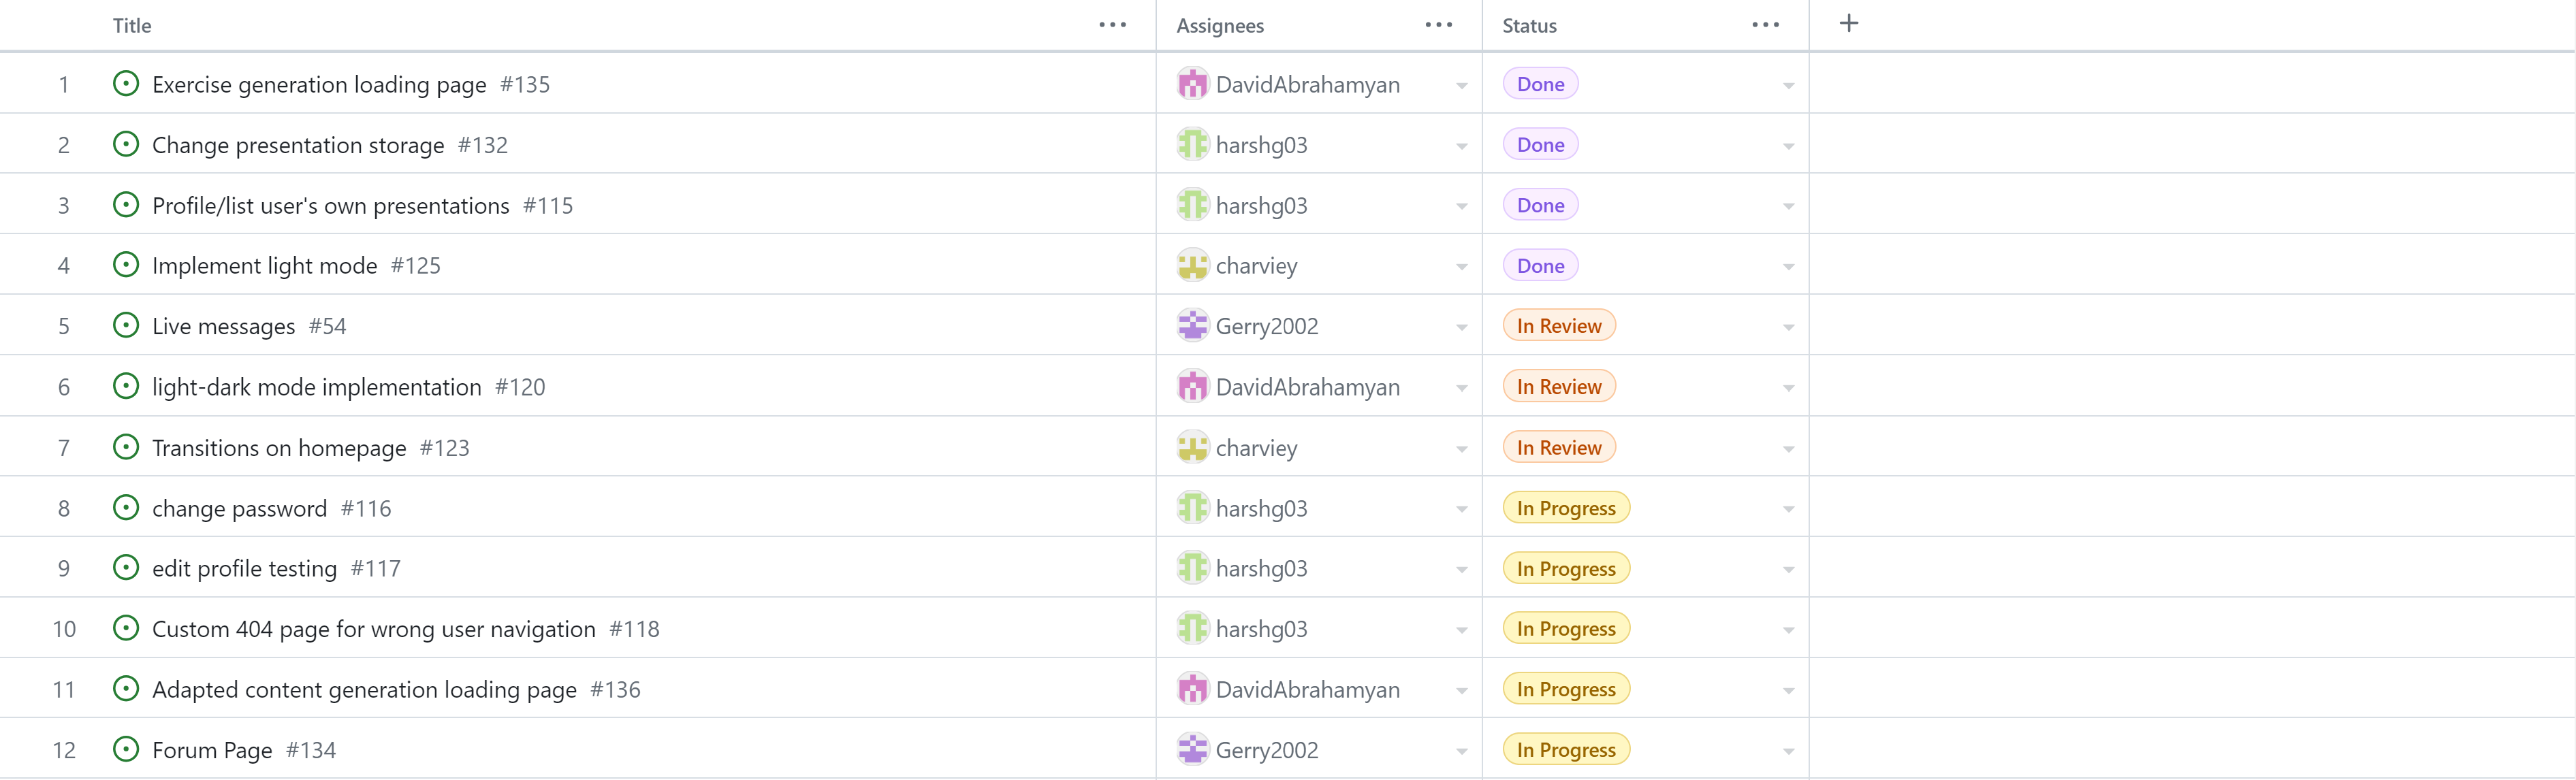 Title Assignees Status
1 Exercise generation loading page #135 DavidAbrahamyan Done
2 Change presentation storage #132 harshg03 Done
3 Profile/list user's own presentations #115 harshg03 Done
4 Implement light mode #125 charviey Done
5 Live messages #54 Gerry2002 In Review
6 light-dark mode implementation #120 DavidAbrahamyan In Review
7 Transitions on homepage #123 charviey In Review
8 change password #116 harshg03 In Progress
9 edit profile testing #117 harshg03 In Progress
10 Custom 404 page for wrong user navigation #118 harshg03 In Progress
11 Adapted content generation loading page #136 DavidAbrahamyan In Progress
12 Forum Page #134 Gerry2002 In Progress